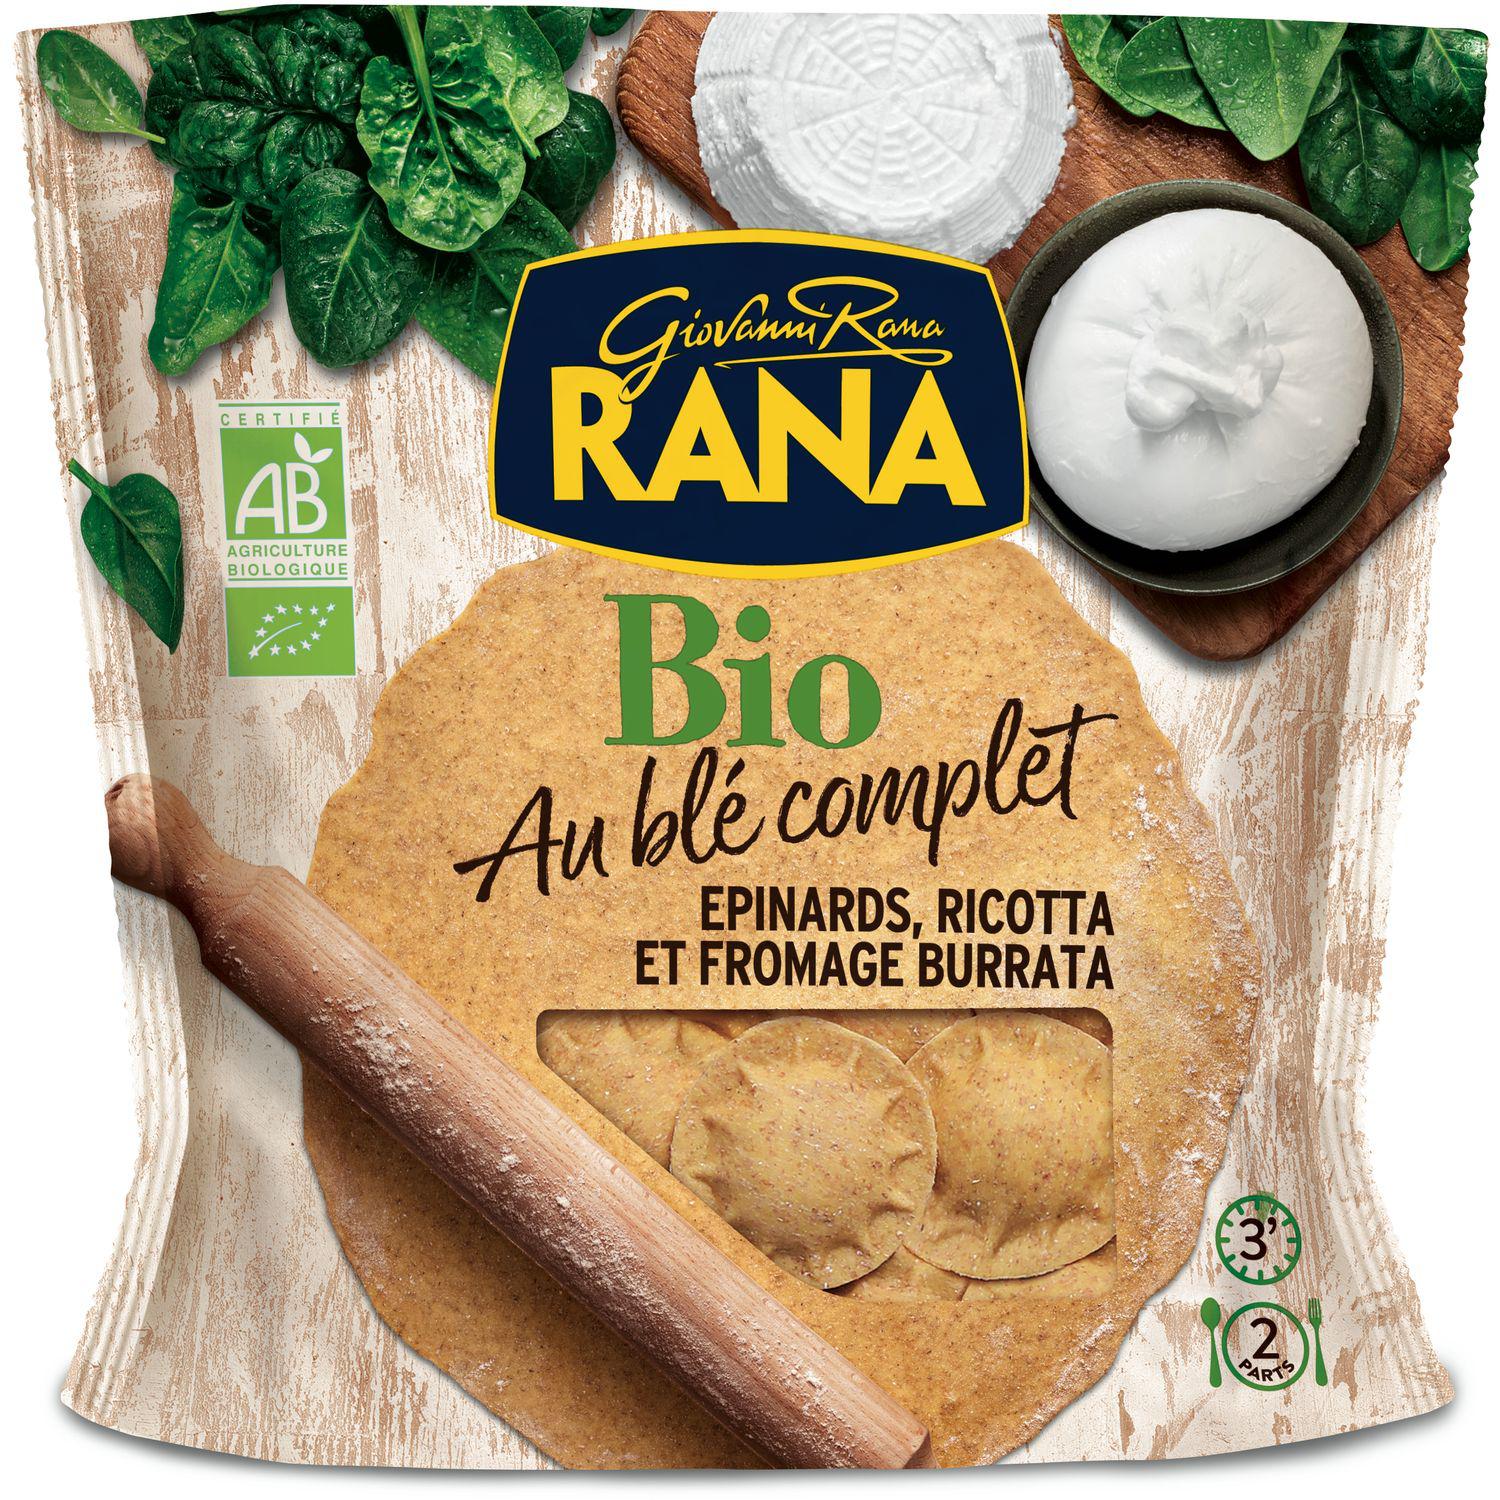 Giovanni Rana
RANA
CERTIFIÉ
AB
AGRICULTURE
BIOLOGIQUE
Bio
Au blé complet
EPINARDS, RICOTTA
ET FROMAGE BURRATA
3'
2
PARTS